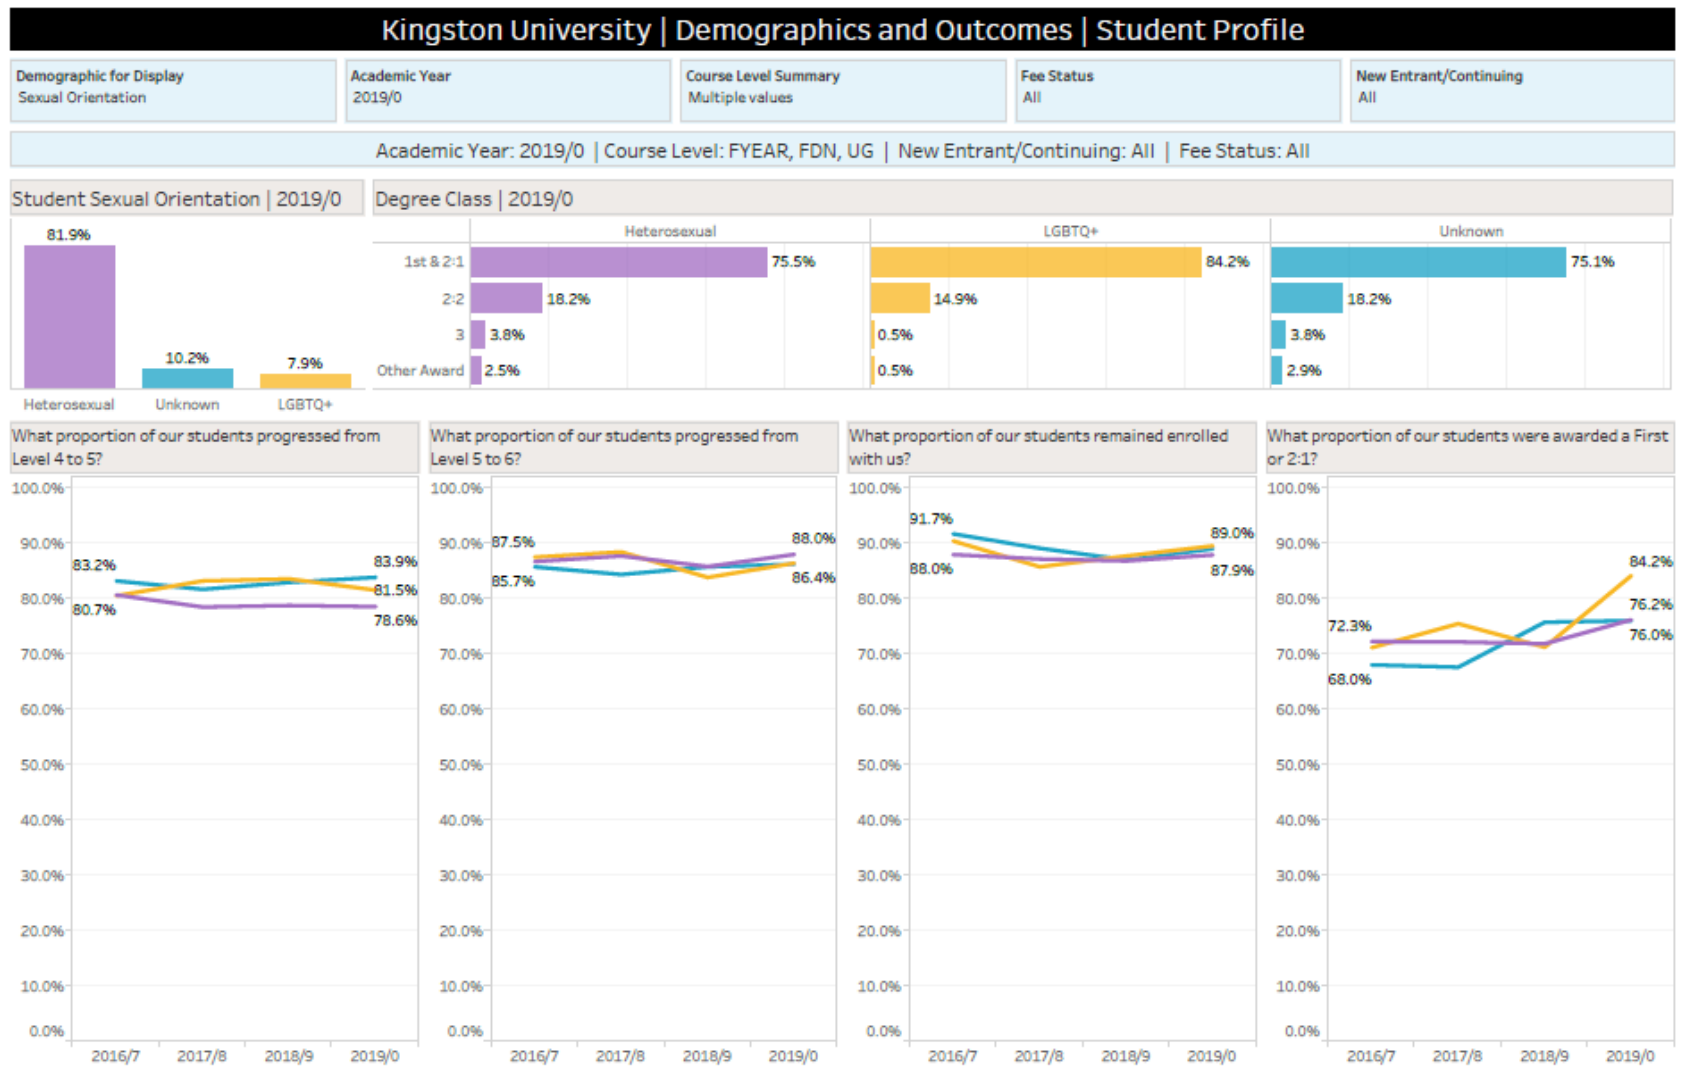 Kingston University | Demographics and Outcomes | Student Profile
Demographic for Display
Sexual Orientation
Academic Year
2019/0
Course Level Summary
Multiple values
Fee Status
All
New Entrant/Continuing
All
Academic Year: 2019/0 | Course Level: FYEAR, FDN, UG | New Entrant/Continuing: All | Fee Status: All
Student Sexual Orientation | 2019/0
81.9%
10.2%
7.9%
Heterosexual Unknown LGBTQ+
Degree Class | 2019/0
Heterosexual LGBTQ+ Unknown
1st & 2:1 75.5% 84.2% 75.1%
2:2 18.2% 14.9% 18.2%
3 3.8% 0.5% 3.8%
Other Award 2.5% 0.5% 2.9%
What proportion of our students progressed from
Level 4 to 5?
100.0%
90.0%
80.0%
70.0%
60.0%
50.0%
40.0%
30.0%
20.0%
10.0%
0.0%
83.2%
80.7%
83.9%
81.5%
78.6%
2016/7 2017/8 2018/9 2019/0
What proportion of our students progressed from
Level 5 to 6?
100.0%
90.0%
80.0%
70.0%
60.0%
50.0%
40.0%
30.0%
20.0%
10.0%
0.0%
87.5%
85.7%
88.0%
86.4%
2016/7 2017/8 2018/9 2019/0
What proportion of our students remained enrolled
with us?
100.0%
90.0%
80.0%
70.0%
60.0%
50.0%
40.0%
30.0%
20.0%
10.0%
0.0%
91.7%
88.0%
89.0%
87.9%
2016/7 2017/8 2018/9 2019/0
What proportion of our students were awarded a First
or 2:1?
100.0%
90.0%
80.0%
70.0%
60.0%
50.0%
40.0%
30.0%
20.0%
10.0%
0.0%
72.3%
68.0%
84.2%
76.2%
76.0%
2016/7 2017/8 2018/9 2019/0